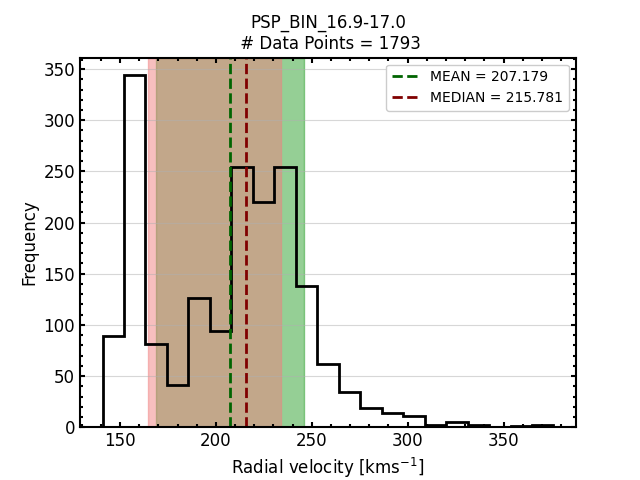 PSP_BIN_16.9-17.0
# Data Points = 1793
MEAN = 207.179
MEDIAN = 215.781
Frequency
350
300
250
200
150
100
50
0
150
200
250
300
350
Radial velocity [kms⁻¹]